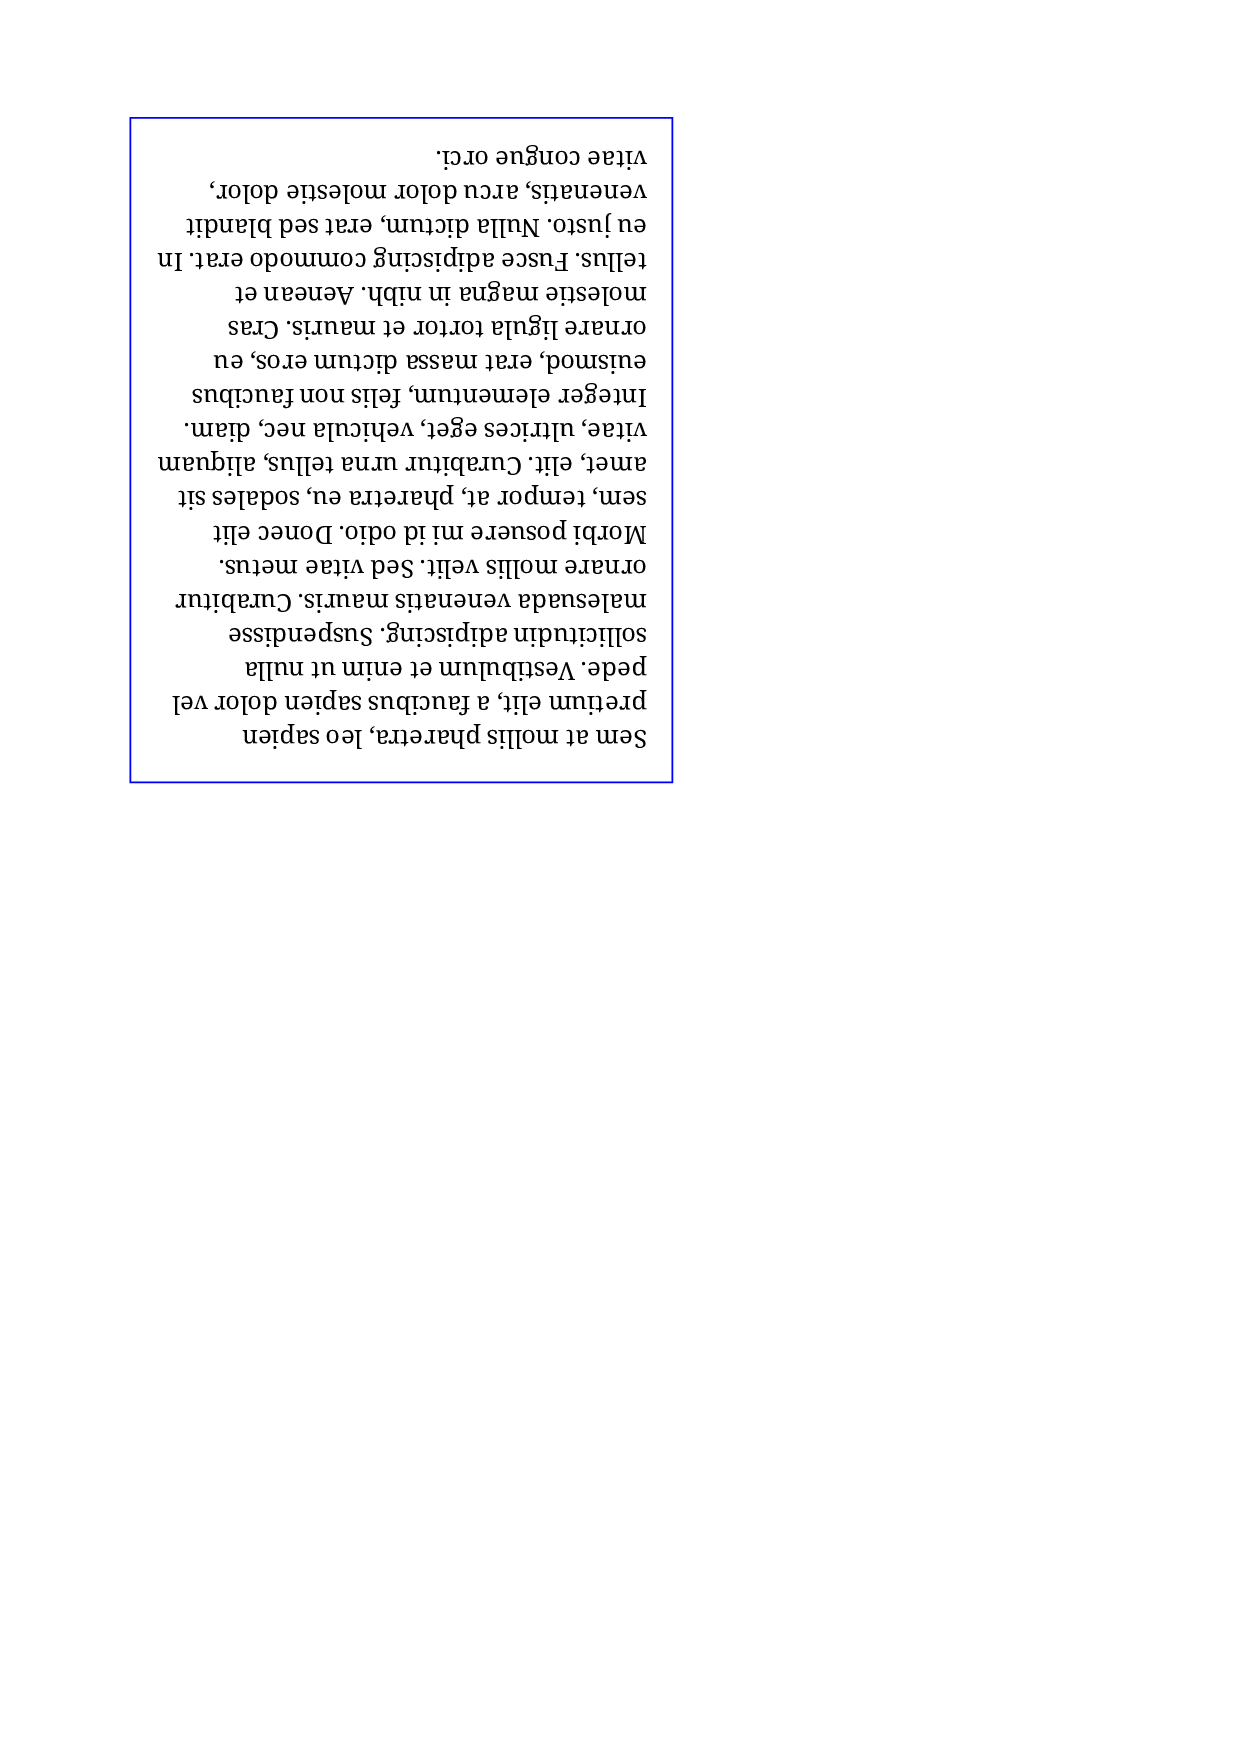 Sem at mollis pharetra, leo sapien
pretium elit, a faucibus sapien dolor vel
pede. Vestibulum et enim ut nulla
sollicitudin adipiscing. Suspendisse
malesuada venenatis mauris. Curabitur
ornare mollis velit. Sed vitae metus.
Morbi posuere mi id odio. Donec elit
sem, tempor at, pharetra eu, sodales sit
amet, elit. Curabitur urna tellus, aliquam
vitae, ultrices eget, vehicula nec, diam.
Integer elementum, felis non faucibus
euismod, erat massa dictum eros, eu
ornare ligula tortor et mauris. Cras
molestie magna in nibh. Aenean et
tellus. Fusce adipiscing commodo erat. In
eu justo. Nulla dictum, erat sed blandit
venenatis, arcu dolor molestie dolor,
vitae congue orci.